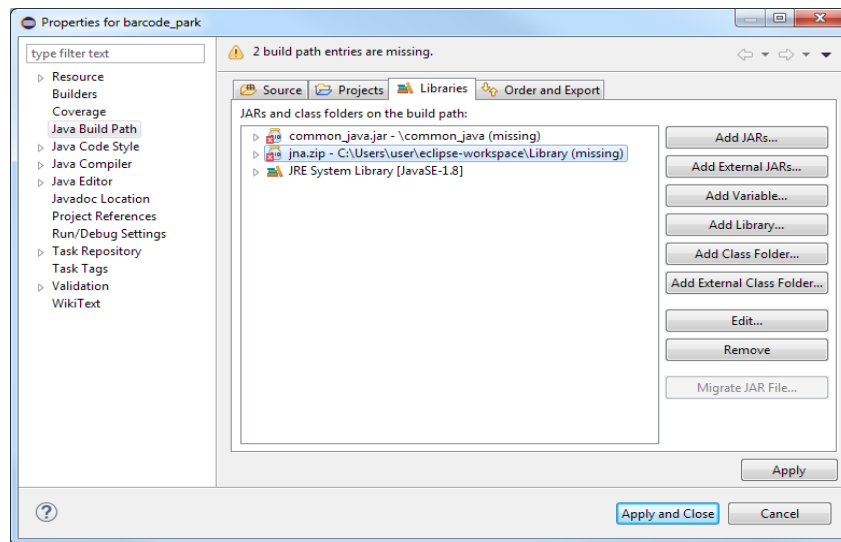 Properties for barcode_park
type filter text
2 build path entries are missing.
Resource
Builders
Coverage
Java Build Path
Java Code Style
Java Compiler
Java Editor
Javadoc Location
Project References
Run/Debug Settings
Task Repository
Task Tags
Validation
WikiText
Source
Projects
Libraries
Order and Export
JARs and class folders on the build path:
common_java.jar - \common_java (missing)
jna.zip - C:\Users\user\eclipse-workspace\Library (missing)
JRE System Library [JavaSE-1.8]
Add JARs...
Add External JARs...
Add Variable...
Add Library...
Add Class Folder...
Add External Class Folder...
Edit...
Remove
Migrate JAR File...
Apply
Apply and Close
Cancel